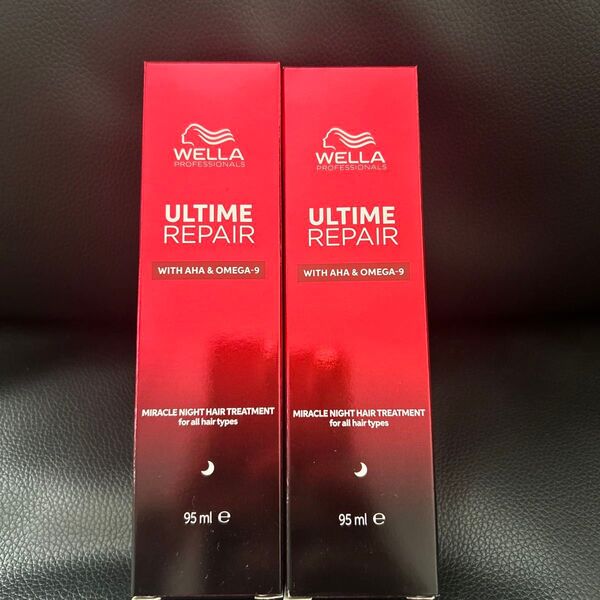 WELLA
PROFESSIONALS
ULTIME
REPAIR
WITH AHA & OMEGA-9
MIRACLE NIGHT HAIR TREATMENT
for all hair types
95 ml e
WELLA
PROFESSIONALS
ULTIME
REPAIR
WITH AHA & OMEGA-9
MIRACLE NIGHT HAIR TREATMENT
for all hair types
95 ml e